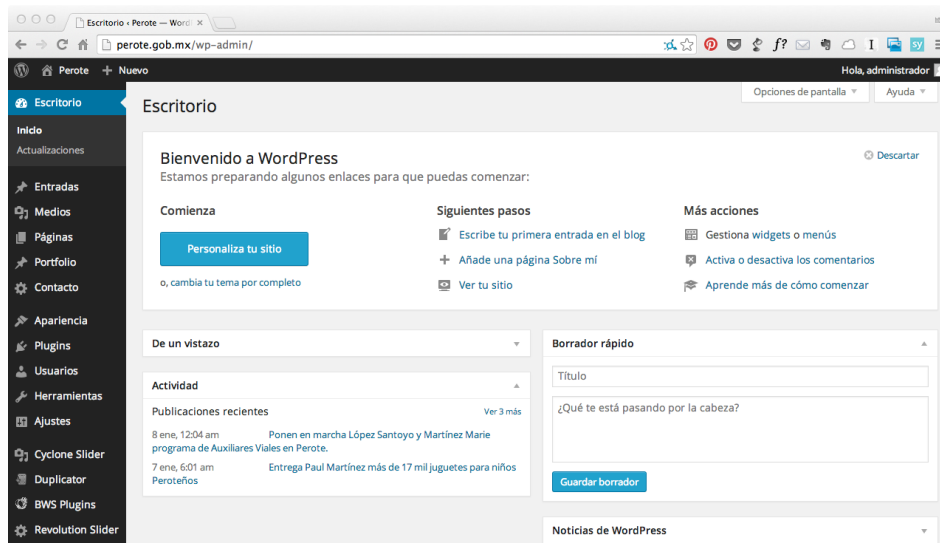 Escritorio ‹ Perote — Word
perote.gob.mx/wp-admin/
f?
sy
Perote
+ Nuevo
Hola, administrador
Escritorio
Inicio
Actualizaciones
Entradas
Medios
Páginas
Portfolio
Contacto
Apariencia
Plugins
Usuarios
Herramientas
Ajustes
Cyclone Slider
Duplicator
BWS Plugins
Revolution Slider
Opciones de pantalla
Ayuda
Escritorio
Bienvenido a WordPress
Descartar
Estamos preparando algunos enlaces para que puedas comenzar:
Comienza
Personaliza tu sitio
o, cambia tu tema por completo
Siguientes pasos
Escribe tu primera entrada en el blog
Añade una página Sobre mí
Ver tu sitio
Más acciones
Gestiona widgets o menús
Activa o desactiva los comentarios
Aprende más de cómo comenzar
De un vistazo
Actividad
Publicaciones recientes
Ver 3 más
8 ene, 12:04 am Ponen en marcha López Santoyo y Martínez Marie
programa de Auxiliares Viales en Perote.
7 ene, 6:01 am Entrega Paul Martínez más de 17 mil juguetes para niños
Peroteños
Borrador rápido
Título
¿Qué te está pasando por la cabeza?
Guardar borrador
Noticias de WordPress